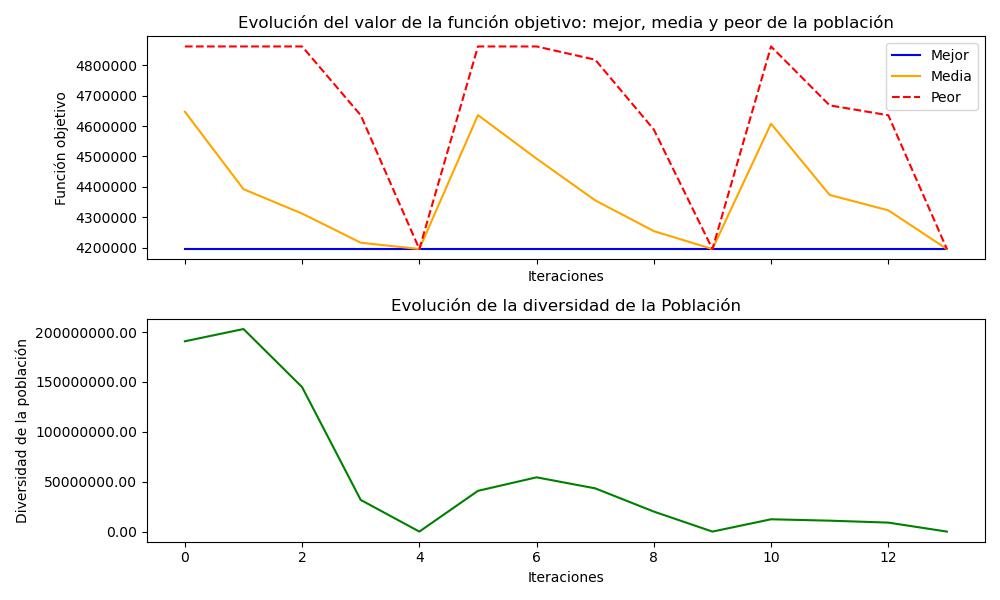 Evolución del valor de la función objetivo: mejor, media y peor de la población
Función objetivo
4800000
4700000
4600000
4500000
4400000
4300000
4200000
Mejor
Media
Peor
Iteraciones
Evolución de la diversidad de la Población
Diversidad de la población
200000000.00
150000000.00
100000000.00
50000000.00
0.00
0 2 4 6 8 10 12
Iteraciones